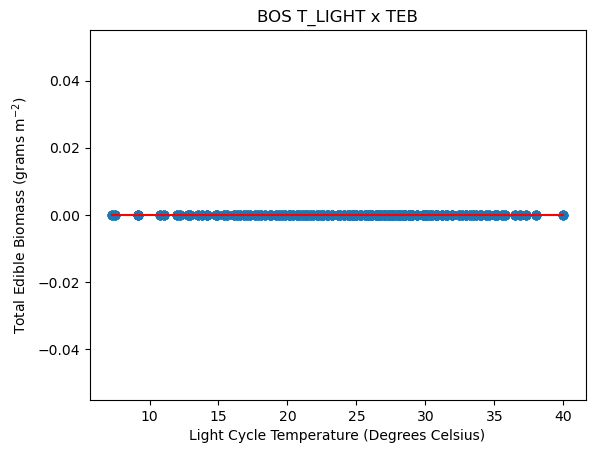 BOS T_LIGHT x TEB
Total Edible Biomass (grams m⁻²)
0.04
0.02
0.00
−0.02
−0.04
10 15 20 25 30 35 40
Light Cycle Temperature (Degrees Celsius)